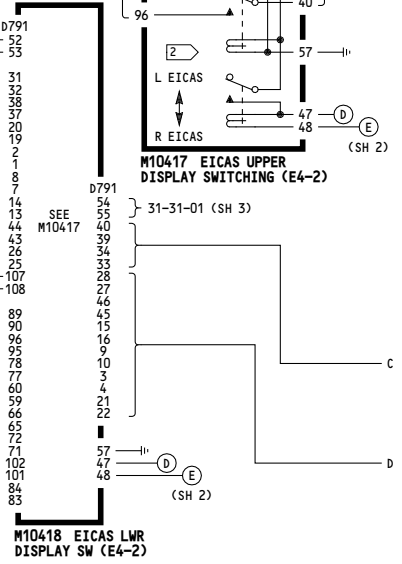 96
40
D791
52
53
2
57
L EICAS
R EICAS
47 D
48 E
(SH 2)
M10417 EICAS UPPER
DISPLAY SWITCHING (E4-2)
31
32
38
37
20
19
2
1
8
7 D791
14 54
13 55
SEE
M10417
31-31-01 (SH 3)
44 40
43 39
26 34
25 33
107 28
108 27
46
89 45
90 15
96 16
95 9
78 10
77 3
60 4
59 21
66 22
65
72
71 57
102 47 D
101 48 E
(SH 2)
84
83
C
D
M10418 EICAS LWR
DISPLAY SW (E4-2)